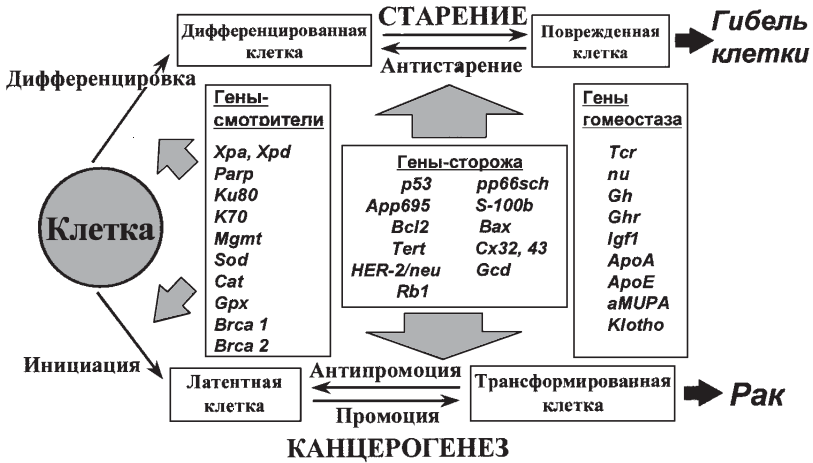 СТАРЕНИЕ
Дифференцированная
клетка
Поврежденная
клетка
Гибель
клетки
Антистарение
Дифференцировка
Гены-
смотрители
Xpa, Xpd
Parp
Ku80
K70
Mgmt
Sod
Cat
Gpx
Brca 1
Brca 2
Гены-сторожа
p53 pp66sch
App695 S-100b
Bcl2 Bax
Tert Cx32, 43
HER-2/neu Gcd
Rb1
Гены
гомеостаза
Tcr
nu
Gh
Ghr
Igf1
ApoA
ApoE
aMUPA
Klotho
Клетка
Инициация
Латентная
клетка
Антипромоция
Промоция
Трансформированная
клетка
Рак
КАНЦЕРОГЕНЕЗ